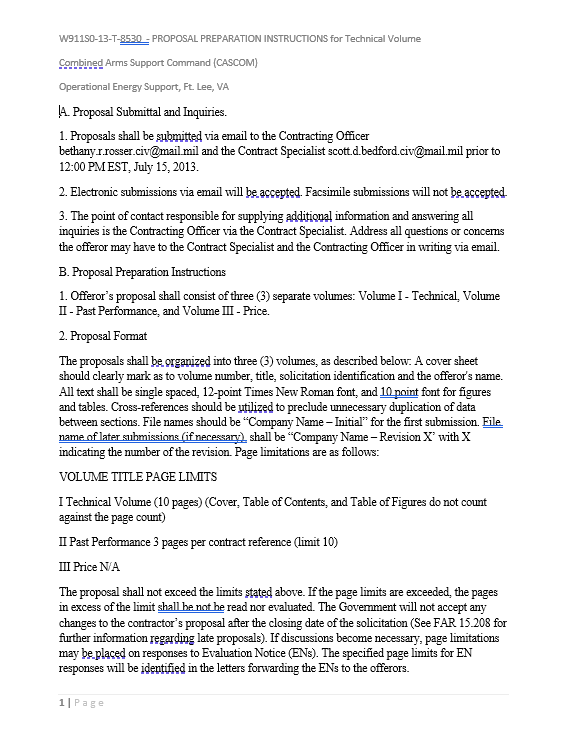 W911S0-13-T-8530 - PROPOSAL PREPARATION INSTRUCTIONS for Technical Volume
Combined Arms Support Command (CASCOM)
Operational Energy Support, Ft. Lee, VA
A. Proposal Submittal and Inquiries.
1. Proposals shall be submitted via email to the Contracting Officer
bethany.r.rosser.civ@mail.mil and the Contract Specialist scott.d.bedford.civ@mail.mil prior to
12:00 PM EST, July 15, 2013.
2. Electronic submissions via email will be accepted. Facsimile submissions will not be accepted.
3. The point of contact responsible for supplying additional information and answering all
inquiries is the Contracting Officer via the Contract Specialist. Address all questions or concerns
the offeror may have to the Contract Specialist and the Contracting Officer in writing via email.
B. Proposal Preparation Instructions
1. Offeror's proposal shall consist of three (3) separate volumes: Volume I - Technical, Volume
II - Past Performance, and Volume III - Price.
2. Proposal Format
The proposals shall be organized into three (3) volumes, as described below: A cover sheet
should clearly mark as to volume number, title, solicitation identification and the offeror's name.
All text shall be single spaced, 12-point Times New Roman font, and 10 point font for figures
and tables. Cross-references should be utilized to preclude unnecessary duplication of data
between sections. File names should be “Company Name – Initial” for the first submission. File
name of later submissions (if necessary), shall be “Company Name – Revision X’ with X
indicating the number of the revision. Page limitations are as follows:
VOLUME TITLE PAGE LIMITS
I Technical Volume (10 pages) (Cover, Table of Contents, and Table of Figures do not count
against the page count)
II Past Performance 3 pages per contract reference (limit 10)
III Price N/A
The proposal shall not exceed the limits stated above. If the page limits are exceeded, the pages
in excess of the limit shall be not be read nor evaluated. The Government will not accept any
changes to the contractor's proposal after the closing date of the solicitation (See FAR 15.208 for
further information regarding late proposals). If discussions become necessary, page limitations
may be placed on responses to Evaluation Notice (ENs). The specified page limits for EN
responses will be identified in the letters forwarding the ENs to the offerors.
1 | Page